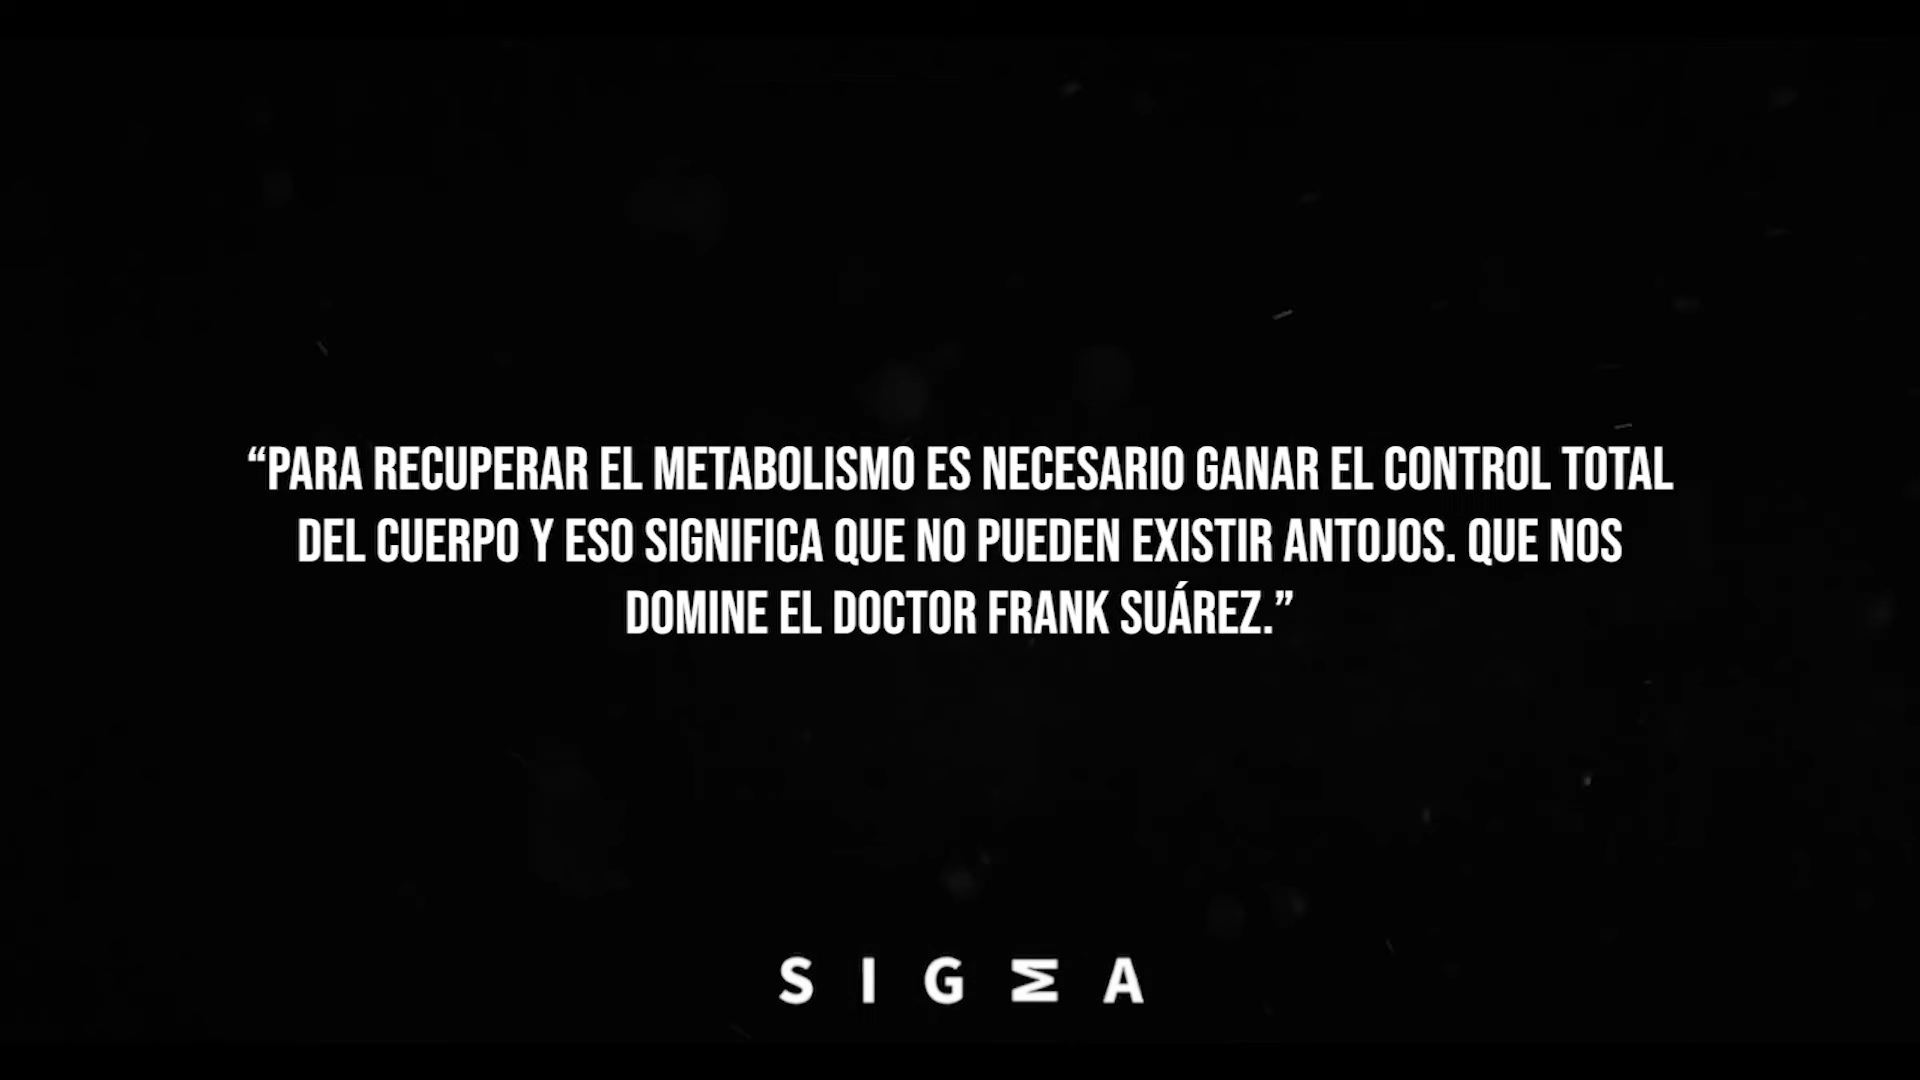 “PARA RECUPERAR EL METABOLISMO ES NECESARIO GANAR EL CONTROL TOTAL
DEL CUERPO Y ESO SIGNIFICA QUE NO PUEDEN EXISTIR ANTOJOS. QUE NOS
DOMINE EL DOCTOR FRANK SUÁREZ.”
SIGMA